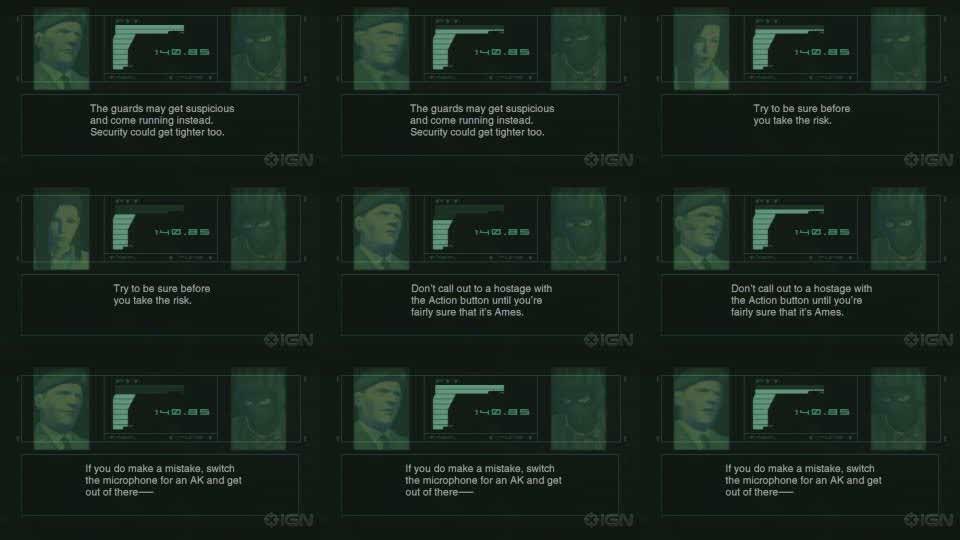 140.85
The guards may get suspicious
and come running instead.
Security could get tighter too.
IGN
140.85
The guards may get suspicious
and come running instead.
Security could get tighter too.
IGN
140.85
Try to be sure before
you take the risk.
IGN
140.85
Try to be sure before
you take the risk.
IGN
140.85
Don't call out to a hostage with
the Action button until you're
fairly sure that it's Ames.
IGN
140.85
Don't call out to a hostage with
the Action button until you're
fairly sure that it's Ames.
IGN
140.85
If you do make a mistake, switch
the microphone for an AK and get
out of there——
IGN
140.85
If you do make a mistake, switch
the microphone for an AK and get
out of there——
IGN
140.85
If you do make a mistake, switch
the microphone for an AK and get
out of there——
IGN